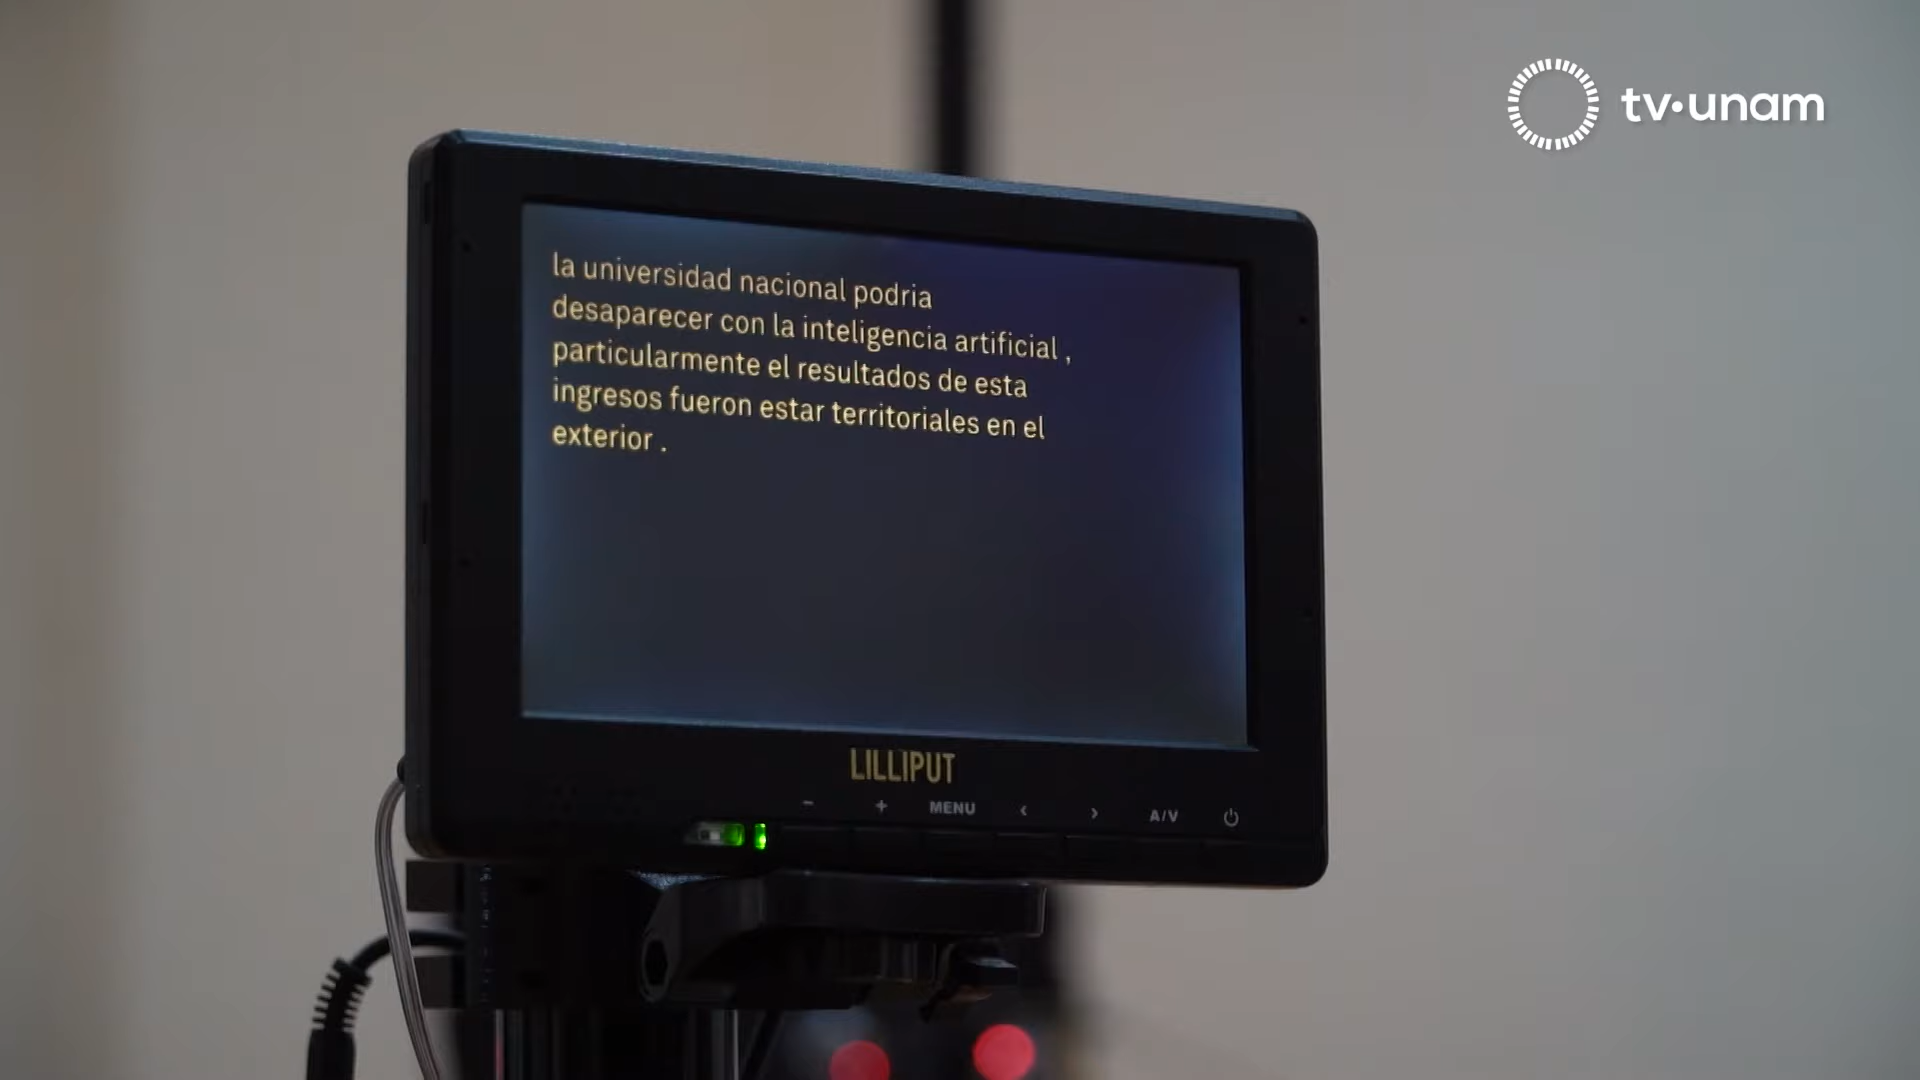 tv·unam
la universidad nacional podria
desaparecer con la inteligencia artificial ,
particularmente el resultados de esta
ingresos fueron estar territoriales en el
exterior .
LILLIPUT
- + MENU < > A/V